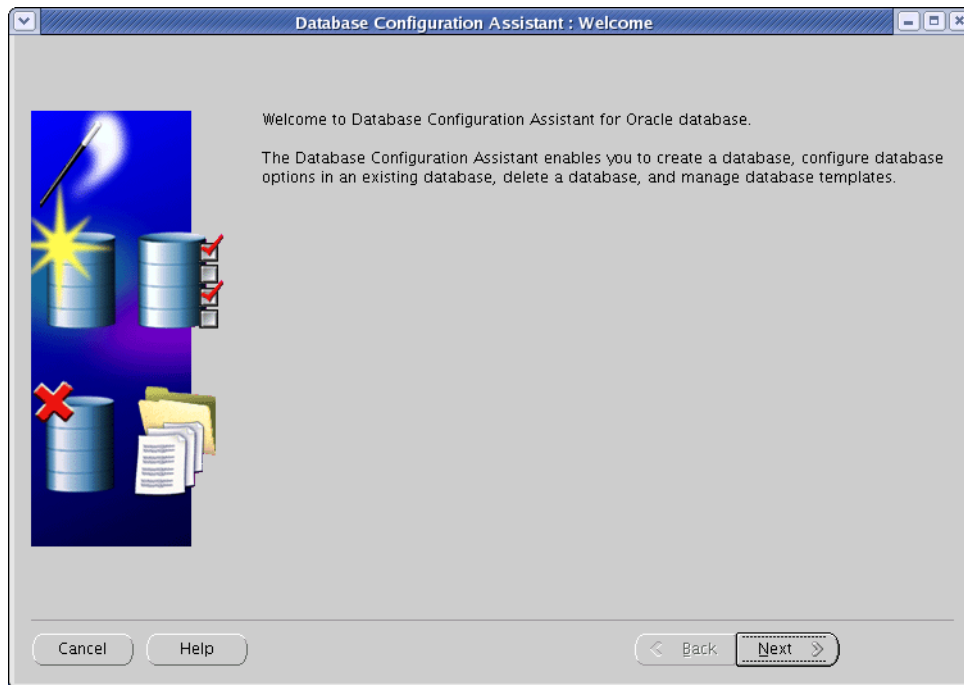 Database Configuration Assistant : Welcome
Welcome to Database Configuration Assistant for Oracle database.
The Database Configuration Assistant enables you to create a database, configure database
options in an existing database, delete a database, and manage database templates.
Cancel
Help
Back
Next